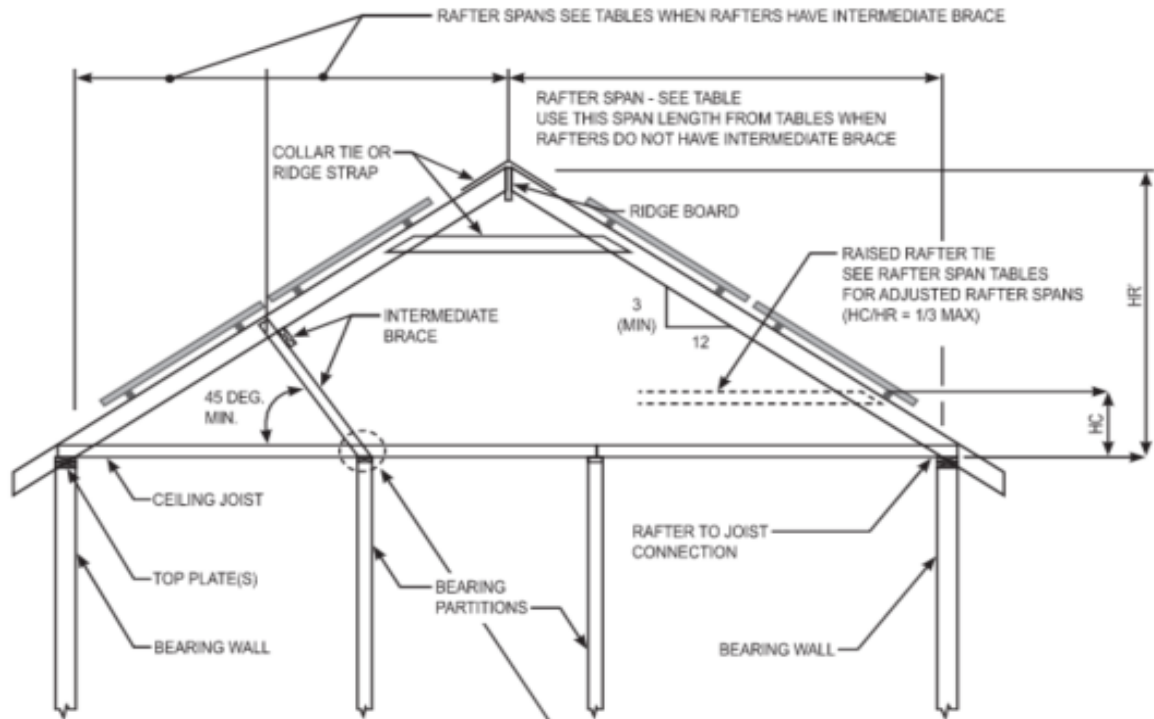 RAFTER SPANS SEE TABLES WHEN RAFTERS HAVE INTERMEDIATE BRACE
RAFTER SPAN - SEE TABLE
USE THIS SPAN LENGTH FROM TABLES WHEN
RAFTERS DO NOT HAVE INTERMEDIATE BRACE
COLLAR TIE OR
RIDGE STRAP
RIDGE BOARD
RAISED RAFTER TIE
SEE RAFTER SPAN TABLES
FOR ADJUSTED RAFTER SPANS
(HC/HR = 1/3 MAX)
HR
3
(MIN)
12
INTERMEDIATE
BRACE
45 DEG.
MIN.
HC
CEILING JOIST
RAFTER TO JOIST
CONNECTION
TOP PLATE(S)
BEARING
PARTITIONS
BEARING WALL
BEARING WALL